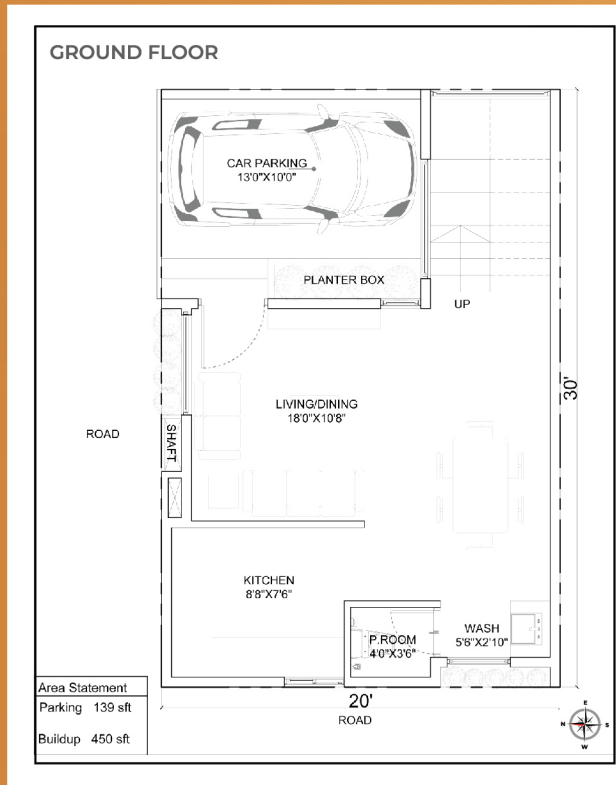 GROUND FLOOR
CAR PARKING
13'0"X10'0"
PLANTER BOX
UP
30'
LIVING/DINING
18'0"X10'8"
ROAD
SHAFT
KITCHEN
8'8"X7'6"
P.ROOM
4'0"X3'6"
WASH
5'6"X2'10"
Area Statement
Parking 139 sft
Buildup 450 sft
20'
ROAD
E
N
S
W